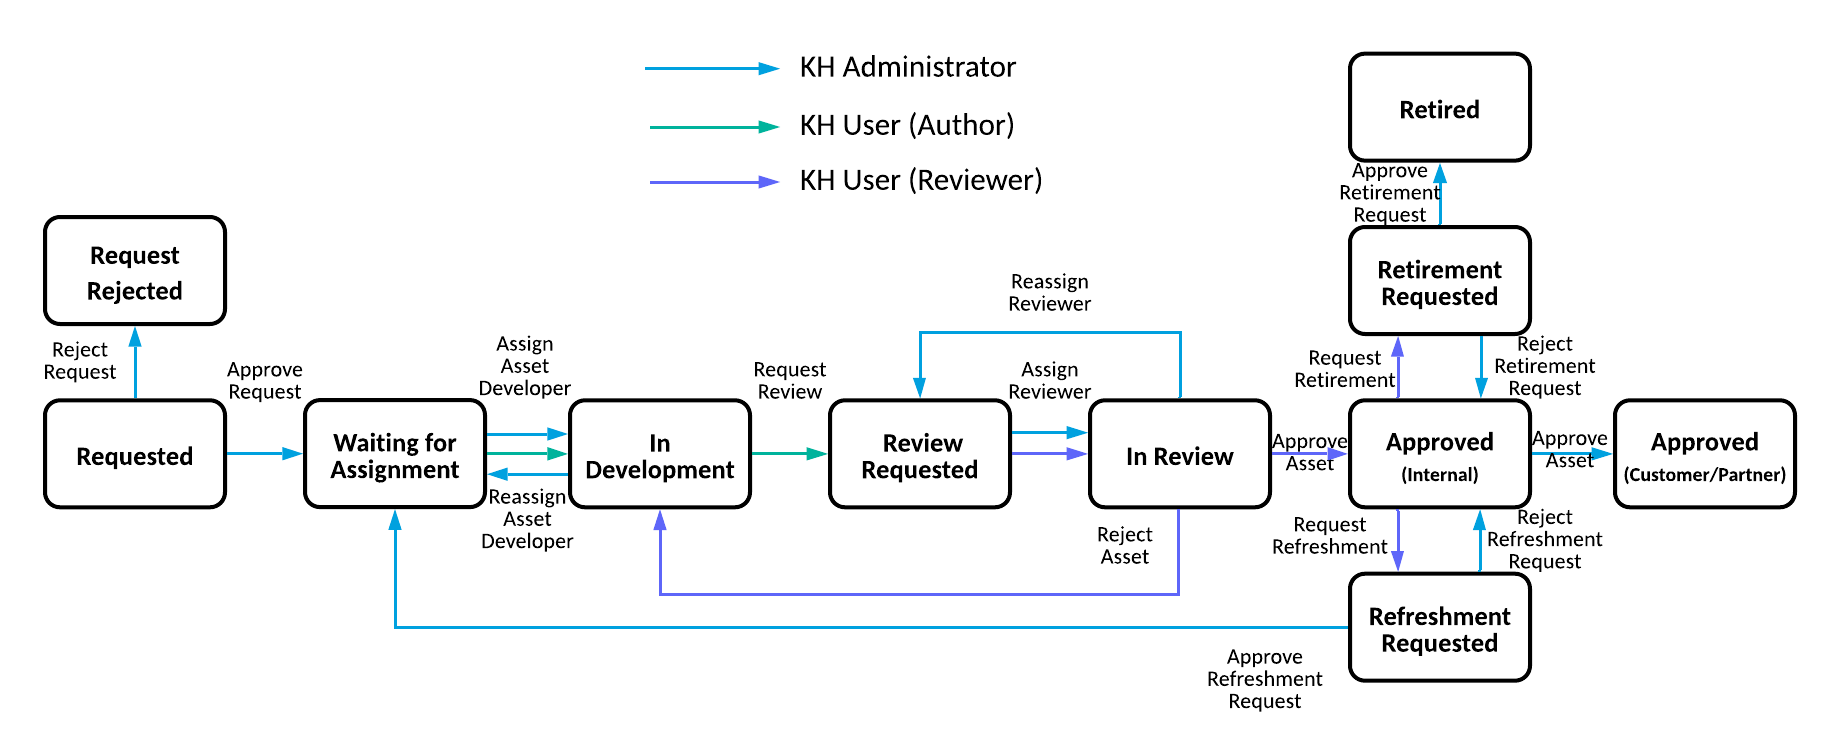 KH Administrator
KH User (Author)
KH User (Reviewer)
Retired
Approve
Retirement
Request
Request
Rejected
Retirement
Requested
Reassign
Reviewer
Reject
Request
Approve
Request
Assign
Asset
Developer
Request
Review
Assign
Reviewer
Request
Retirement
Reject
Retirement
Request
Requested
Waiting for
Assignment
In
Development
Review
Requested
In Review
Approve
Asset
Approved
(Internal)
Approve
Asset
Approved
(Customer/Partner)
Reassign
Asset
Developer
Reject
Asset
Request
Refreshment
Reject
Refreshment
Request
Refreshment
Requested
Approve
Refreshment
Request